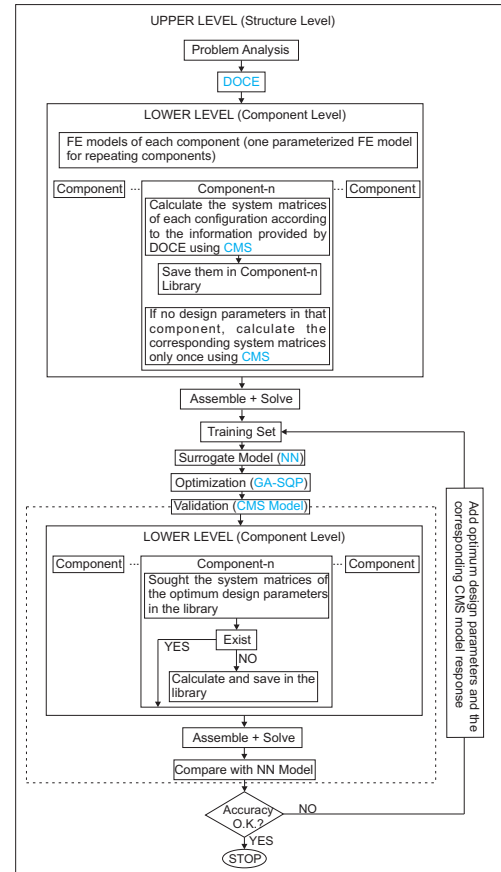 UPPER LEVEL (Structure Level)
Problem Analysis
DOCE
LOWER LEVEL (Component Level)
FE models of each component (one parameterized FE model
for repeating components)
Component ... Component-n ... Component
Calculate the system matrices
of each configuration according
to the information provided by
DOCE using CMS
Save them in Component-n
Library
If no design parameters in that
component, calculate the
corresponding system matrices
only once using CMS
Assemble + Solve
Training Set
Surrogate Model (NN)
Optimization (GA-SQP)
Validation (CMS Model)
LOWER LEVEL (Component Level)
Component ... Component-n ... Component
Sought the system matrices of
the optimum design parameters
in the library
Exist
YES
NO
Calculate and save in the
library
Assemble + Solve
Compare with NN Model
Accuracy
O.K.?
NO
YES
STOP
Add optimum design parameters and the
corresponding CMS model response